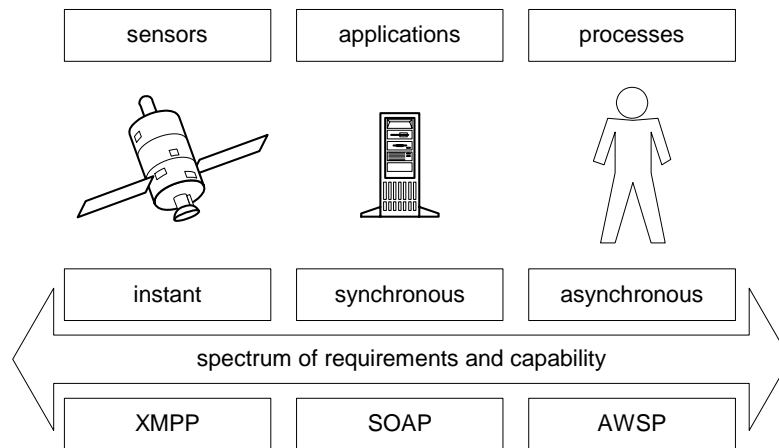 sensors
applications
processes
instant
synchronous
asynchronous
spectrum of requirements and capability
XMPP
SOAP
AWSP